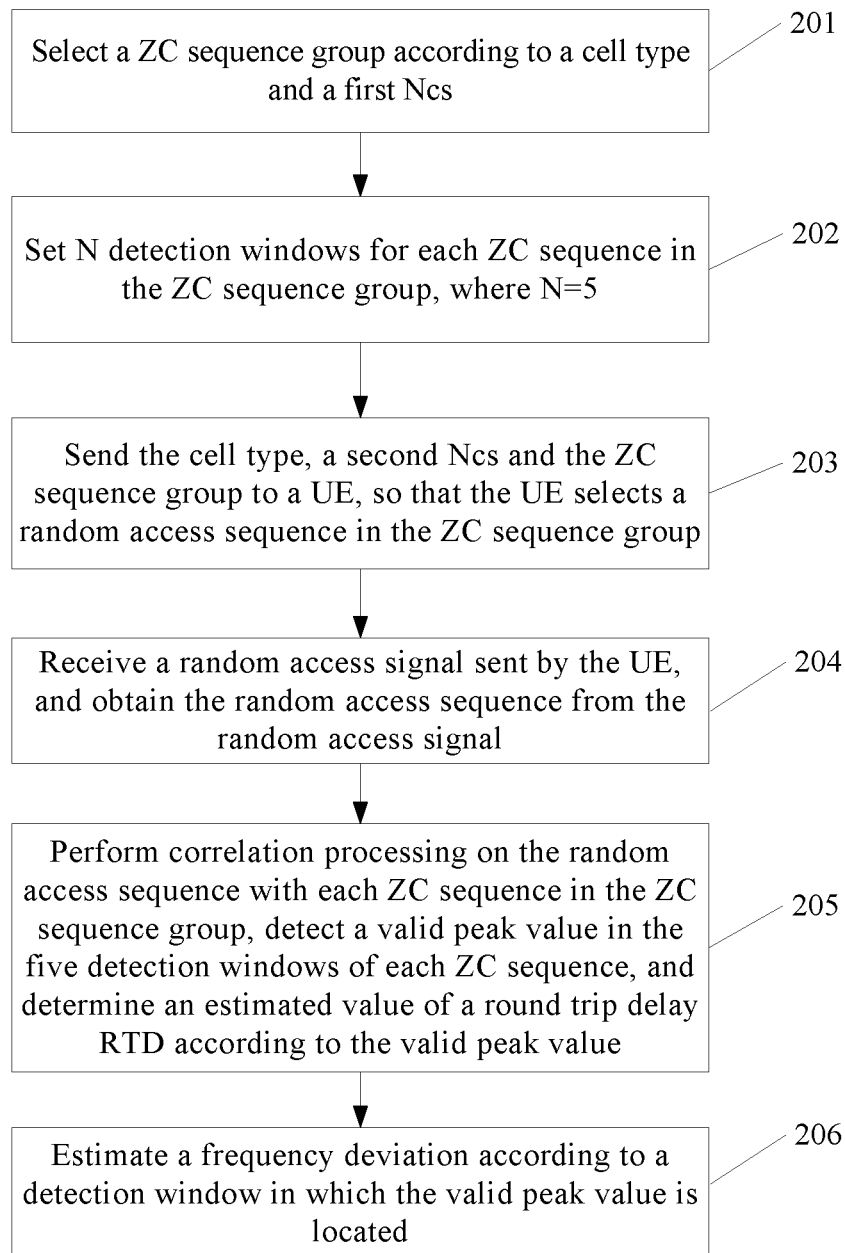 Select a ZC sequence group according to a cell type
and a first Ncs
201
Set N detection windows for each ZC sequence in
the ZC sequence group, where N=5
202
Send the cell type, a second Ncs and the ZC
sequence group to a UE, so that the UE selects a
random access sequence in the ZC sequence group
203
Receive a random access signal sent by the UE,
and obtain the random access sequence from the
random access signal
204
Perform correlation processing on the random
access sequence with each ZC sequence in the ZC
sequence group, detect a valid peak value in the
five detection windows of each ZC sequence, and
determine an estimated value of a round trip delay
RTD according to the valid peak value
205
Estimate a frequency deviation according to a
detection window in which the valid peak value is
located
206